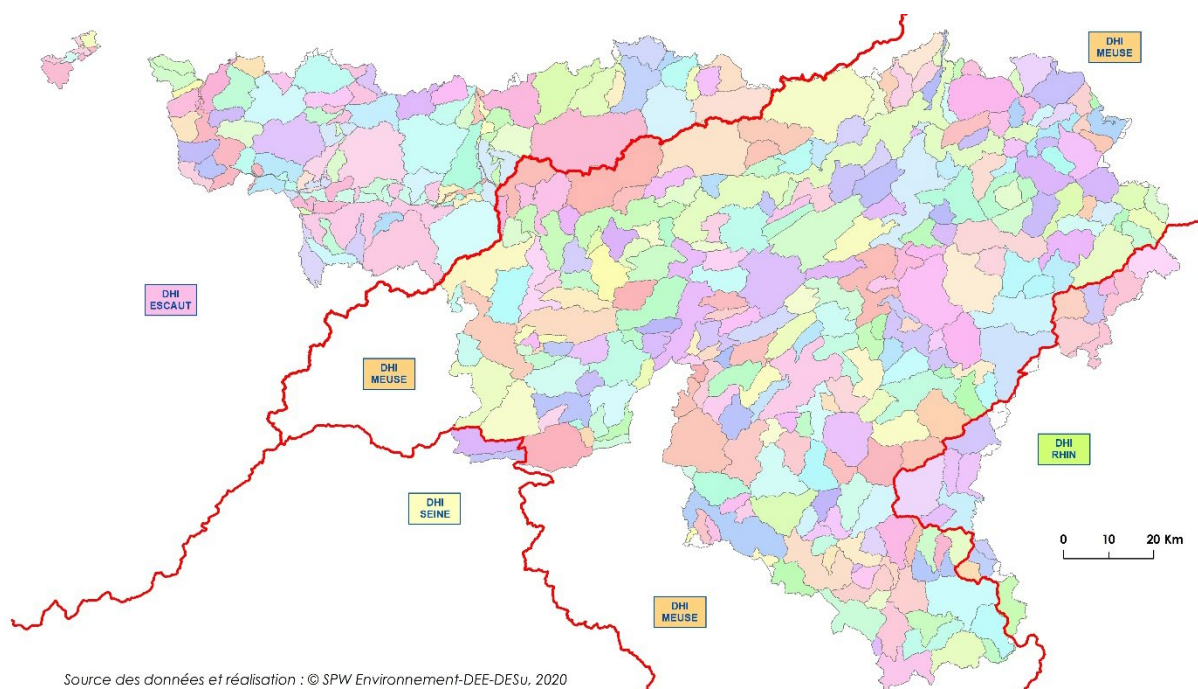 DHI
MEUSE
DHI
ESCAUT
DHI
MEUSE
DHI
RHIN
DHI
SEINE
0 10 20 Km
DHI
MEUSE
Source des données et réalisation : © SPW Environnement-DEE-DESu, 2020